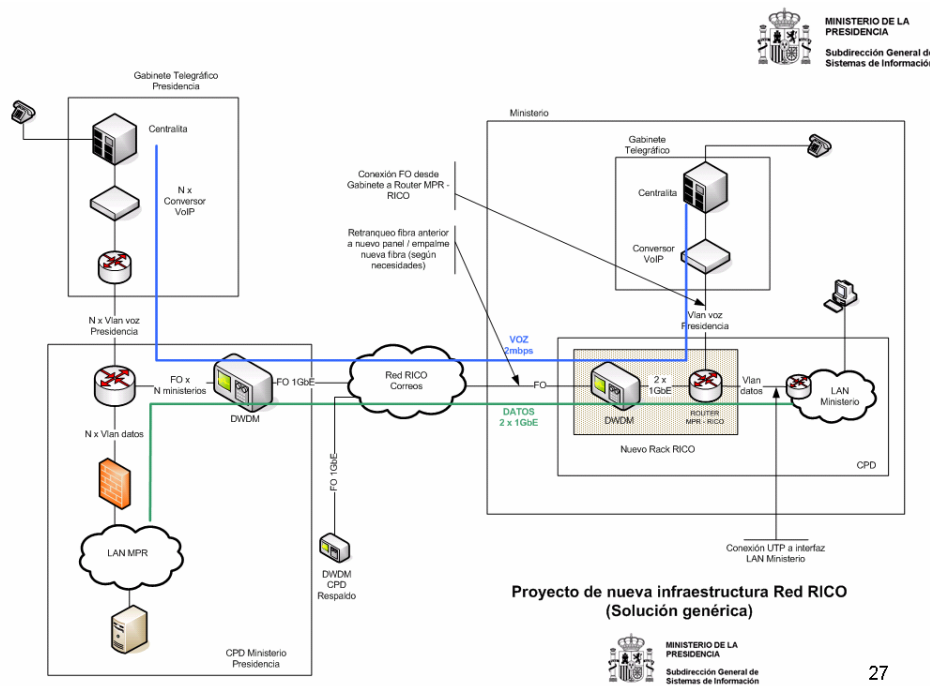 MINISTERIO DE LA
PRESIDENCIA
Subdirección General de
Sistemas de Información
Gabinete Telegráfico
Presidencia
Centralita
N x
Conversor
VoIP
N x Vlan voz
Presidencia
FO x
N ministerios
DWDM
FO 1GbE
N x Vlan datos
LAN MPR
CPD Ministerio
Presidencia
Red RICO
Correos
FO 1GbE
DWDM
CPD
Respaldo
Conexión FO desde
Gabinete a Router MPR -
RICO
Retranqueo fibra anterior
a nuevo panel / empalme
nueva fibra (según
necesidades)
VOZ
2mbps
FO
DATOS
2 x 1GbE
Ministerio
Gabinete
Telegráfico
Centralita
Conversor
VoIP
Vlan voz
Presidencia
DWDM
2 x
1GbE
ROUTER
MPR - RICO
Vlan
datos
LAN
Ministerio
Nuevo Rack RICO
CPD
Conexión UTP a interfaz
LAN Ministerio
Proyecto de nueva infraestructura Red RICO
(Solución genérica)
MINISTERIO DE LA
PRESIDENCIA
Subdirección General de
Sistemas de Información
27